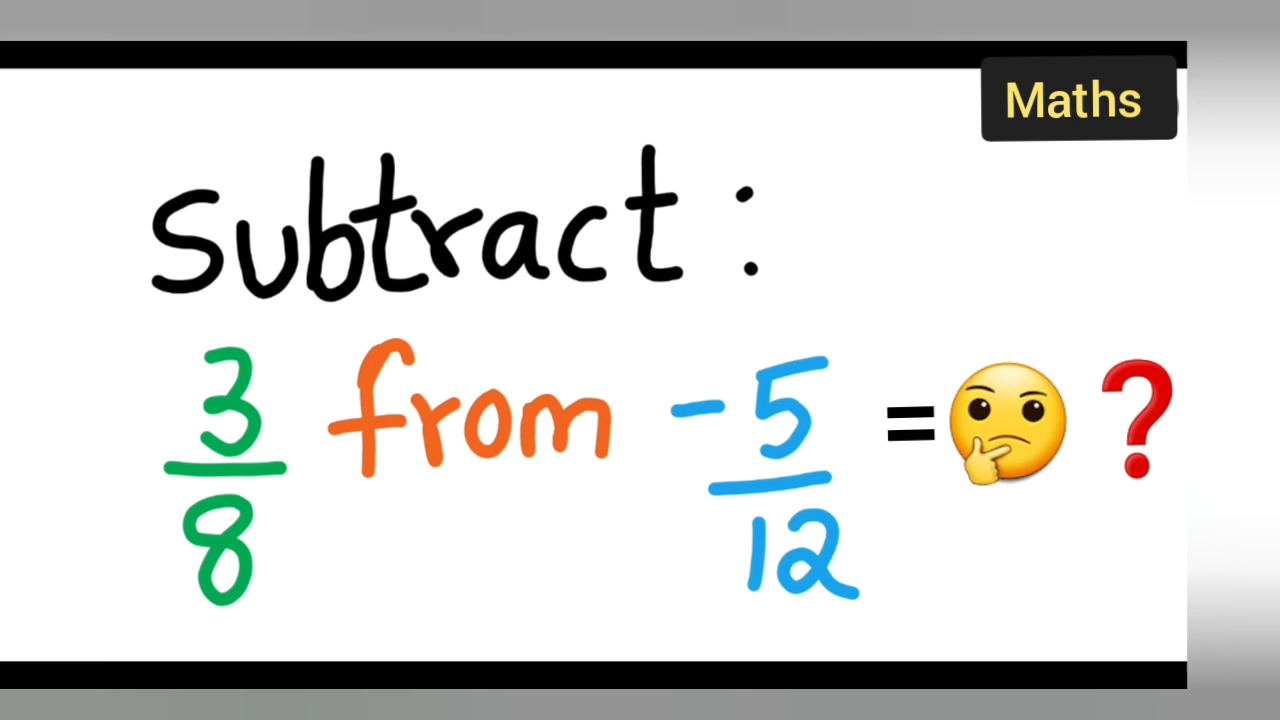 Maths
Subtract :
3/8 from -5/12 = 🤔❓